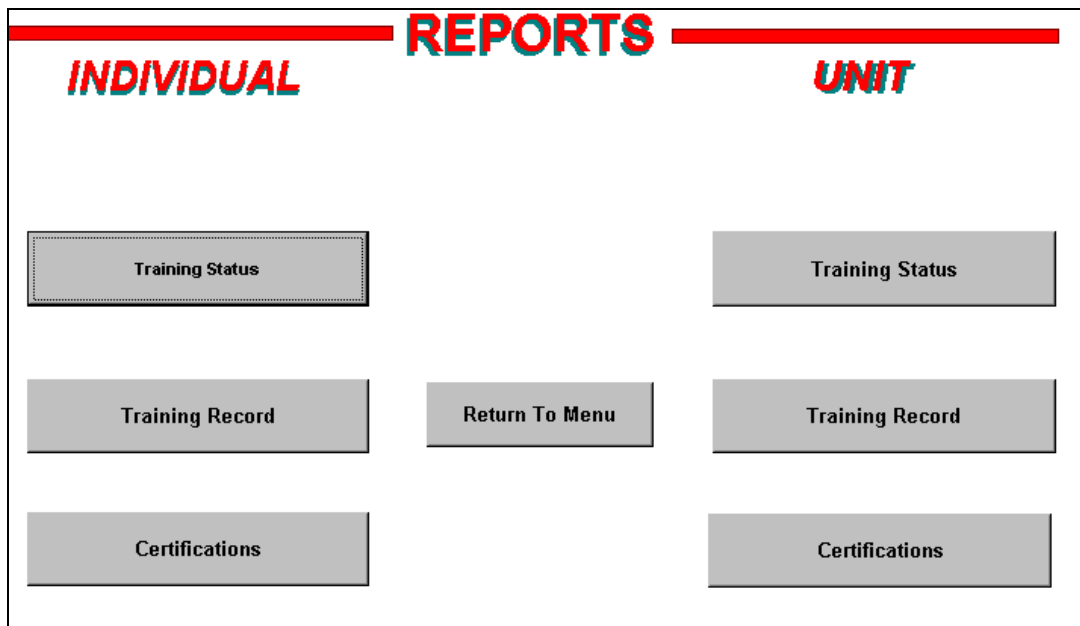 REPORTS
INDIVIDUAL
UNIT
Training Status
Training Status
Training Record
Return To Menu
Training Record
Certifications
Certifications